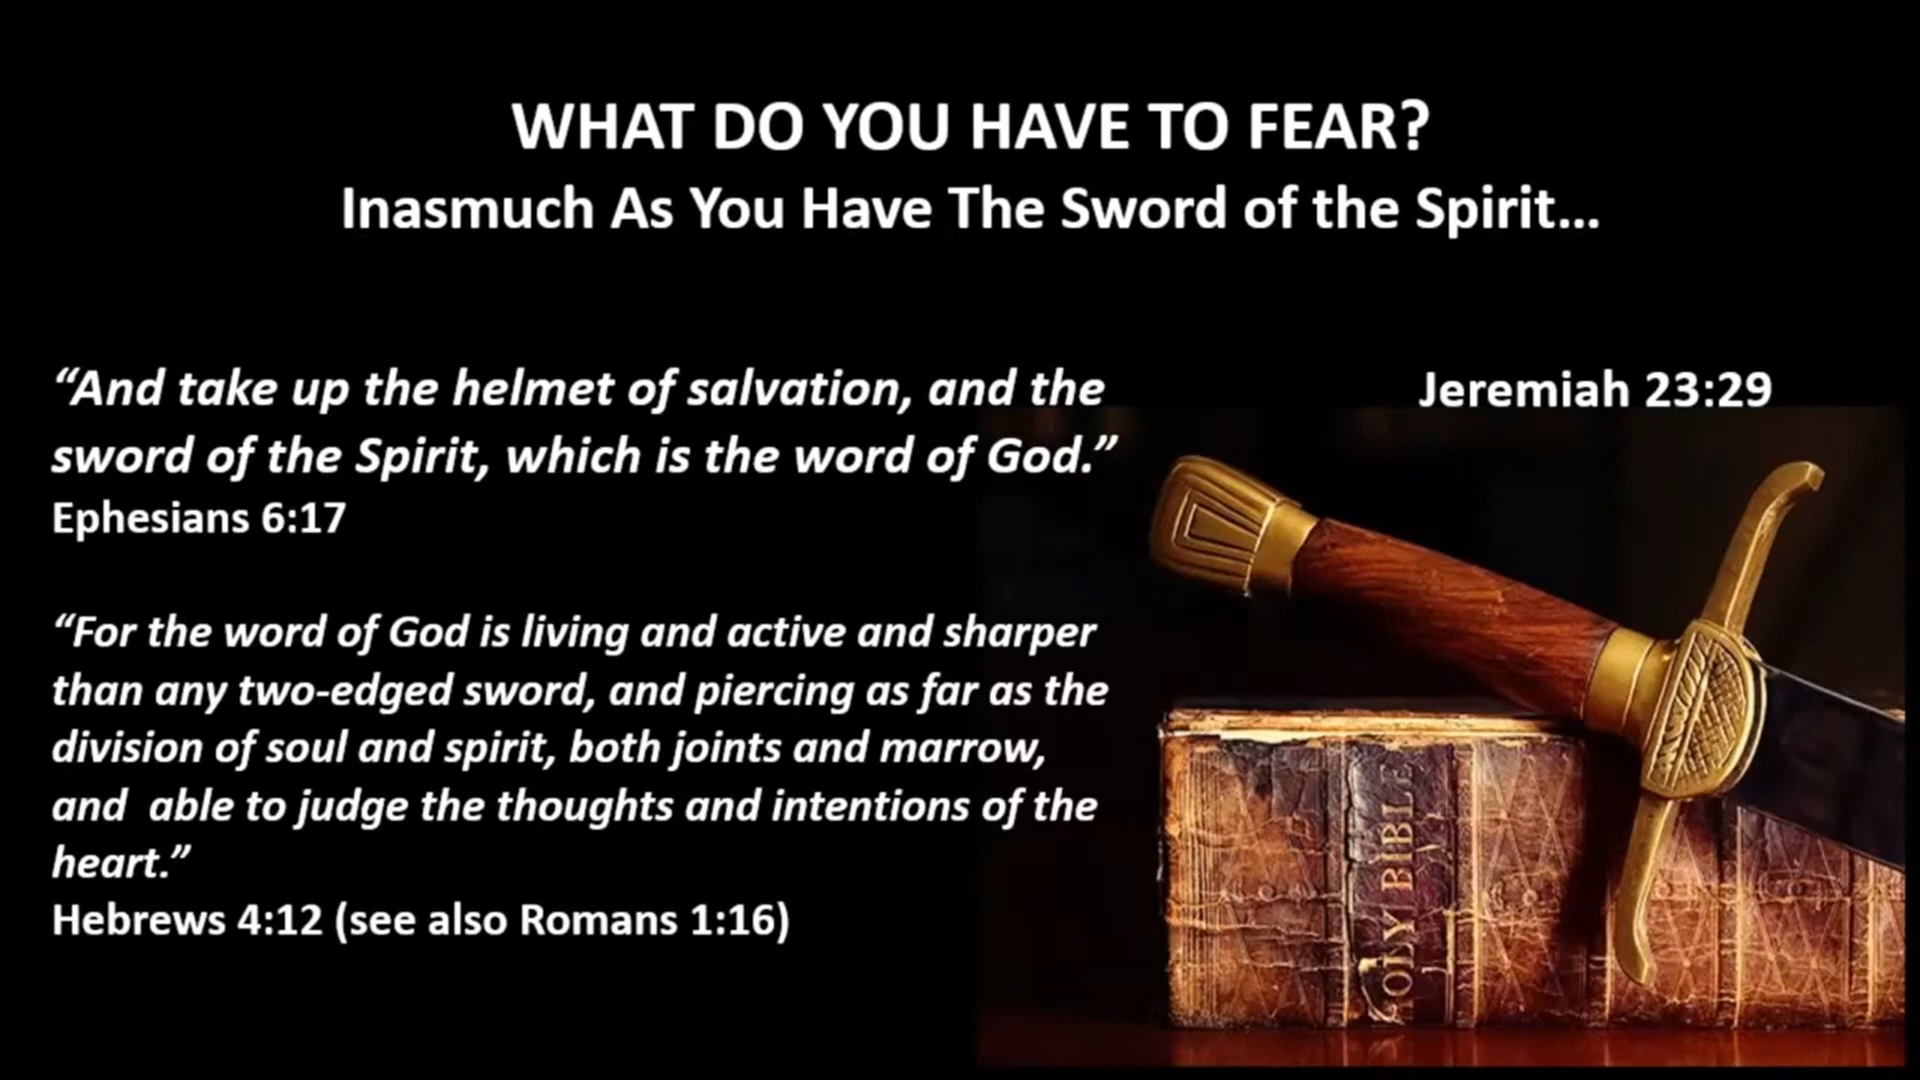 WHAT DO YOU HAVE TO FEAR?
Inasmuch As You Have The Sword of the Spirit...
“And take up the helmet of salvation, and the
sword of the Spirit, which is the word of God.”
Ephesians 6:17
“For the word of God is living and active and sharper
than any two-edged sword, and piercing as far as the
division of soul and spirit, both joints and marrow,
and  able to judge the thoughts and intentions of the
heart.”
Hebrews 4:12 (see also Romans 1:16)
Jeremiah 23:29
HOLY BIBLE